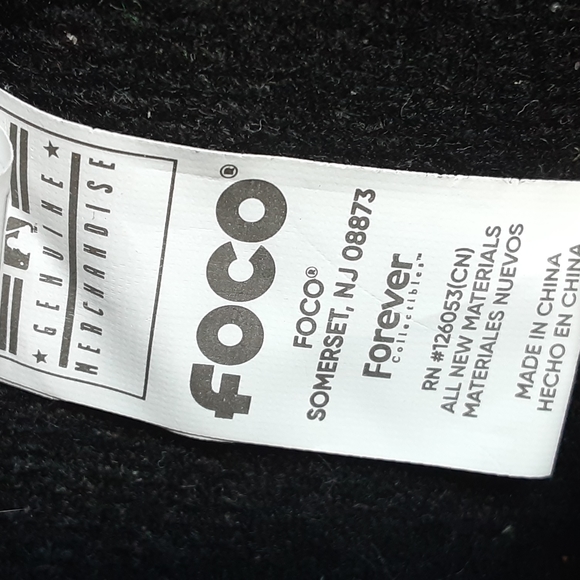 ★ GENUINE ★
MERCHANDISE
foco®
FOCO®
SOMERSET, NJ 08873
Forever
Collectibles™
RN #126053(CN)
ALL NEW MATERIALS
MATERIALES NUEVOS
MADE IN CHINA
HECHO EN CHINA